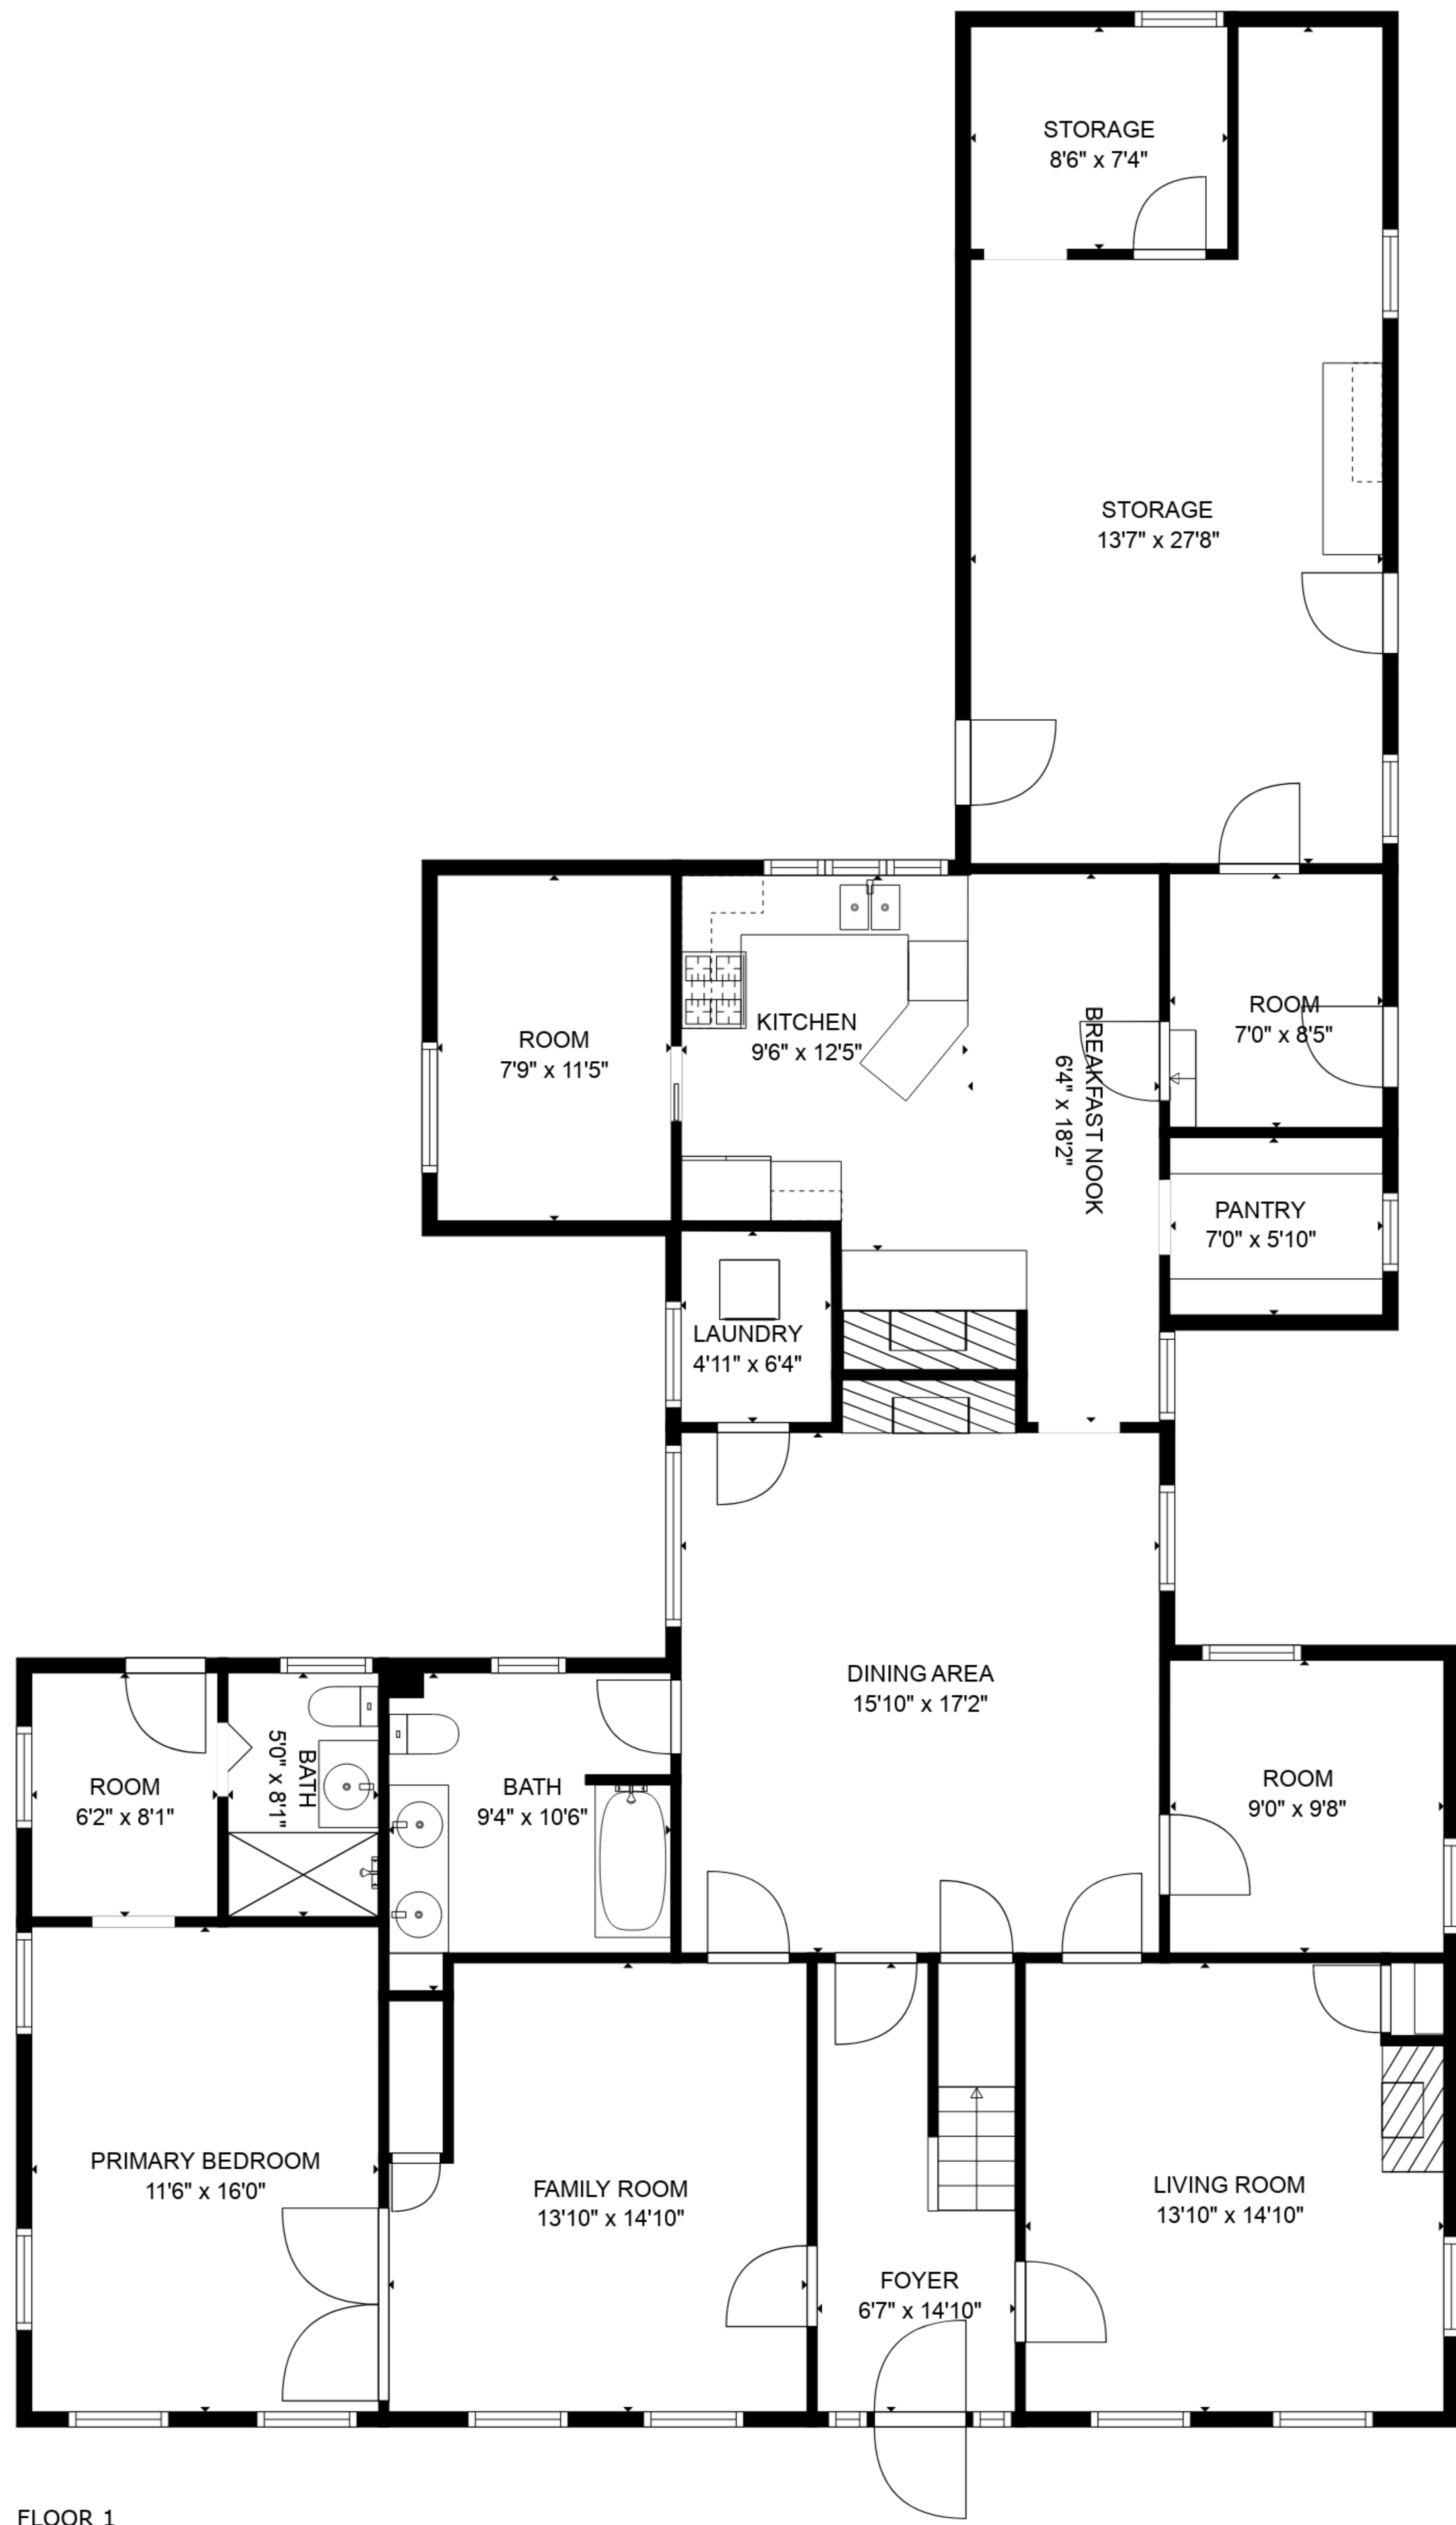 STORAGE
8'6" x 7'4"
STORAGE
13'7" x 27'8"
ROOM
7'9" x 11'5"
KITCHEN
9'6" x 12'5"
BREAKFAST NOOK
6'4" x 18'2"
ROOM
7'0" x 8'5"
PANTRY
7'0" x 5'10"
LAUNDRY
4'11" x 6'4"
DINING AREA
15'10" x 17'2"
ROOM
6'2" x 8'1"
BATH
5'0" x 8'1"
BATH
9'4" x 10'6"
ROOM
9'0" x 9'8"
PRIMARY BEDROOM
11'6" x 16'0"
FAMILY ROOM
13'10" x 14'10"
FOYER
6'7" x 14'10"
LIVING ROOM
13'10" x 14'10"
FLOOR 1